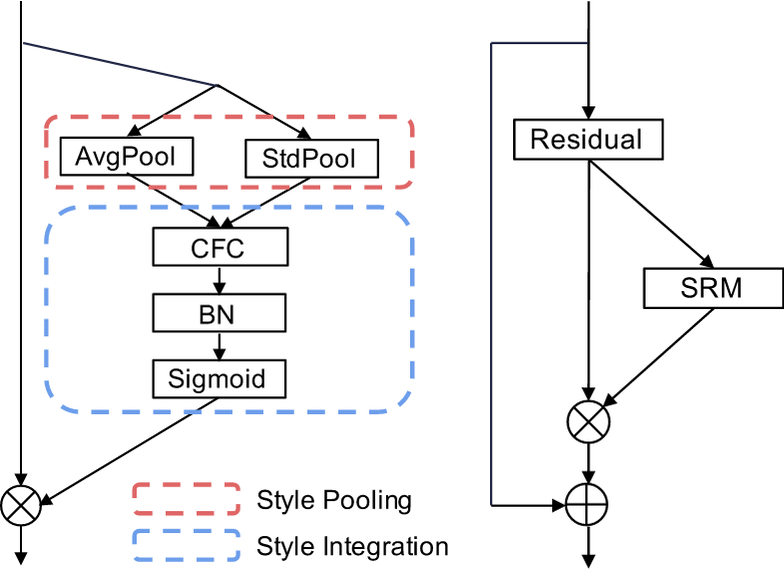 AvgPool
StdPool
CFC
BN
Sigmoid
Style Pooling
Style Integration
Residual
SRM